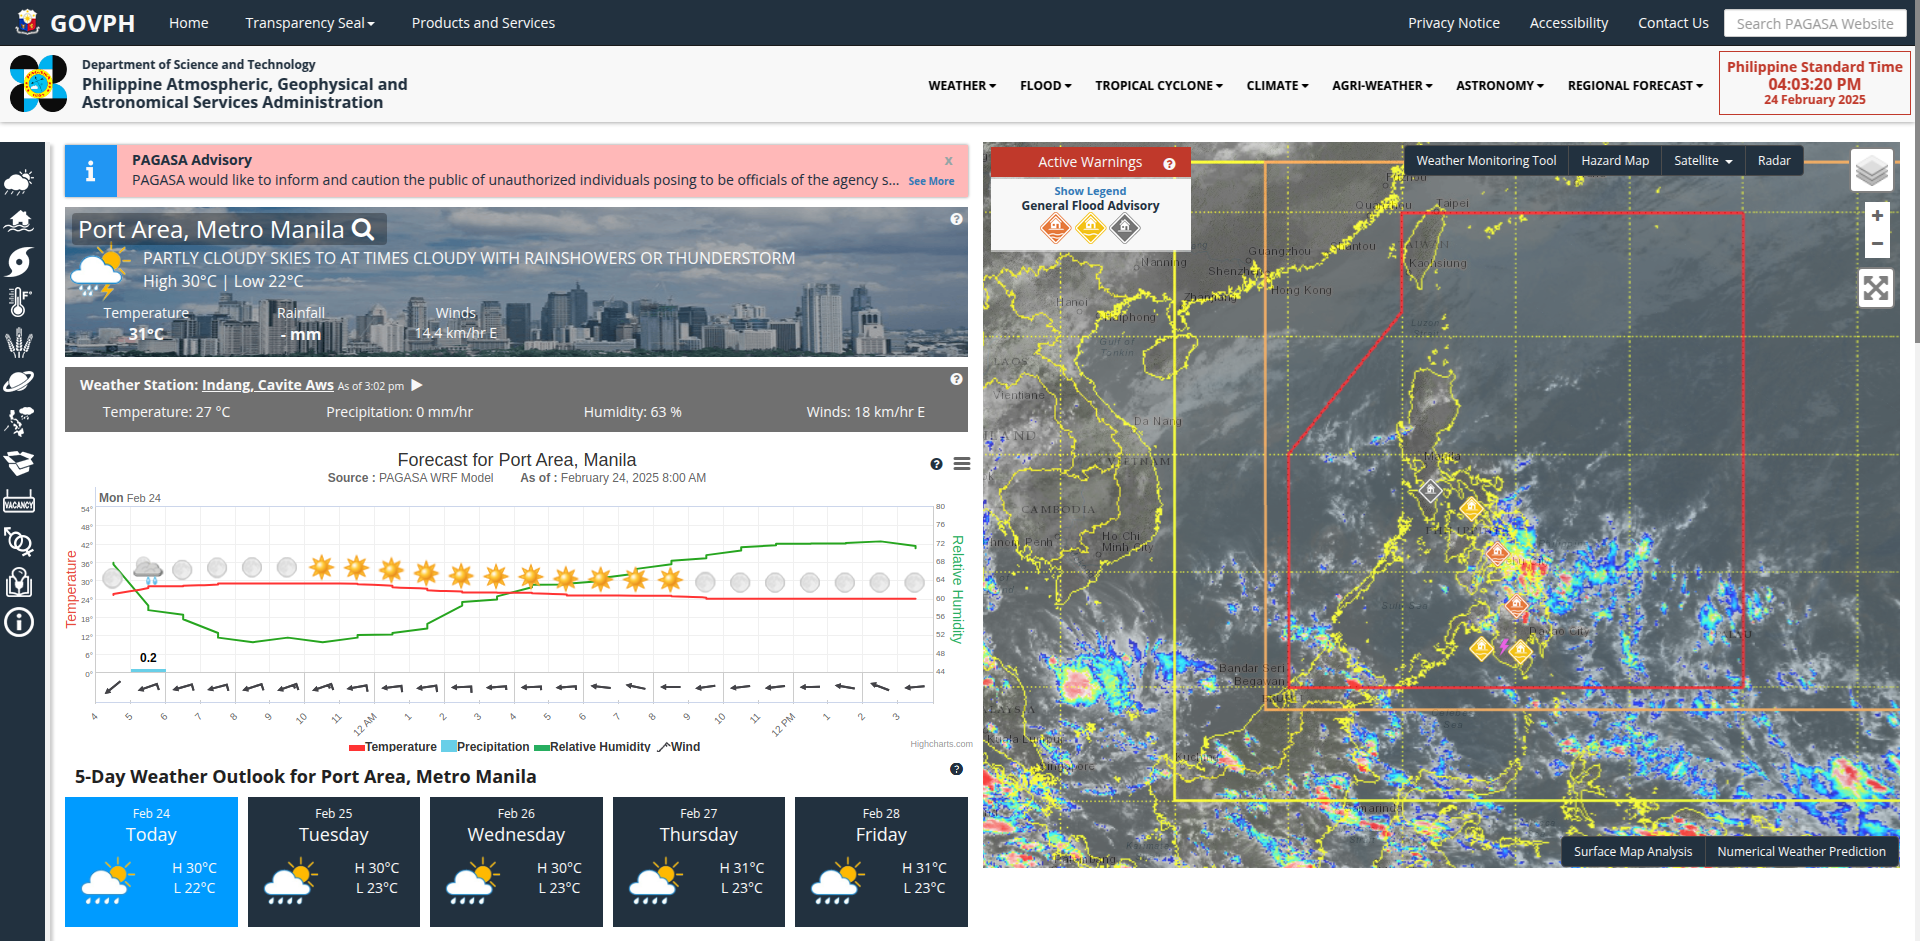 GOVPH
Home
Transparency Seal
Products and Services
Privacy Notice
Accessibility
Contact Us
Search PAGASA Website
Department of Science and Technology
Philippine Atmospheric, Geophysical and
Astronomical Services Administration
WEATHER
FLOOD
TROPICAL CYCLONE
CLIMATE
AGRI-WEATHER
ASTRONOMY
REGIONAL FORECAST
Philippine Standard Time
04:03:20 PM
24 February 2025
VACANCY
PAGASA Advisory
x
PAGASA would like to inform and caution the public of unauthorized individuals posing to be officials of the agency s...
See More
Port Area, Metro Manila
PARTLY CLOUDY SKIES TO AT TIMES CLOUDY WITH RAINSHOWERS OR THUNDERSTORM
High 30°C | Low 22°C
Temperature
31°C
Rainfall
- mm
Winds
14.4 km/hr E
Weather Station: Indang, Cavite Aws As of 3:02 pm
Temperature: 27 °C
Precipitation: 0 mm/hr
Humidity: 63 %
Winds: 18 km/hr E
Forecast for Port Area, Manila
Source : PAGASA WRF Model As of : February 24, 2025 8:00 AM
Mon Feb 24
Temperature
54°
48°
42°
36°
30°
24°
18°
12°
6°
0°
0.2
80
76
72
68
64
60
56
52
48
44
Relative Humidity
4 5 6 7 8 9 10 11 12 AM 1 2 3 4 5 6 7 8 9 10 11 12 PM 1 2 3
Temperature Precipitation Relative Humidity Wind
Highcharts.com
5-Day Weather Outlook for Port Area, Metro Manila
Feb 24
Today
H 30°C
L 22°C
Feb 25
Tuesday
H 30°C
L 23°C
Feb 26
Wednesday
H 30°C
L 23°C
Feb 27
Thursday
H 31°C
L 23°C
Feb 28
Friday
H 31°C
L 23°C
Active Warnings
Show Legend
General Flood Advisory
Weather Monitoring Tool
Hazard Map
Satellite
Radar
+
−
Taipei
Guangzhou
Shantou
Nanning
Shenzhen
Kaohsiung
Hong Kong
Hanoi
Haiphong
Gulf of
Tonkin
Luzon
LAOS
Vientiane
Da Nang
VIETNAM
Manila
CAMBODIA
Ho Chi
Minh City
Davao City
Bandar Seri
Begawan
Kuala Lumpur
Singapore
Kuching
Samarinda
Surface Map Analysis
Numerical Weather Prediction